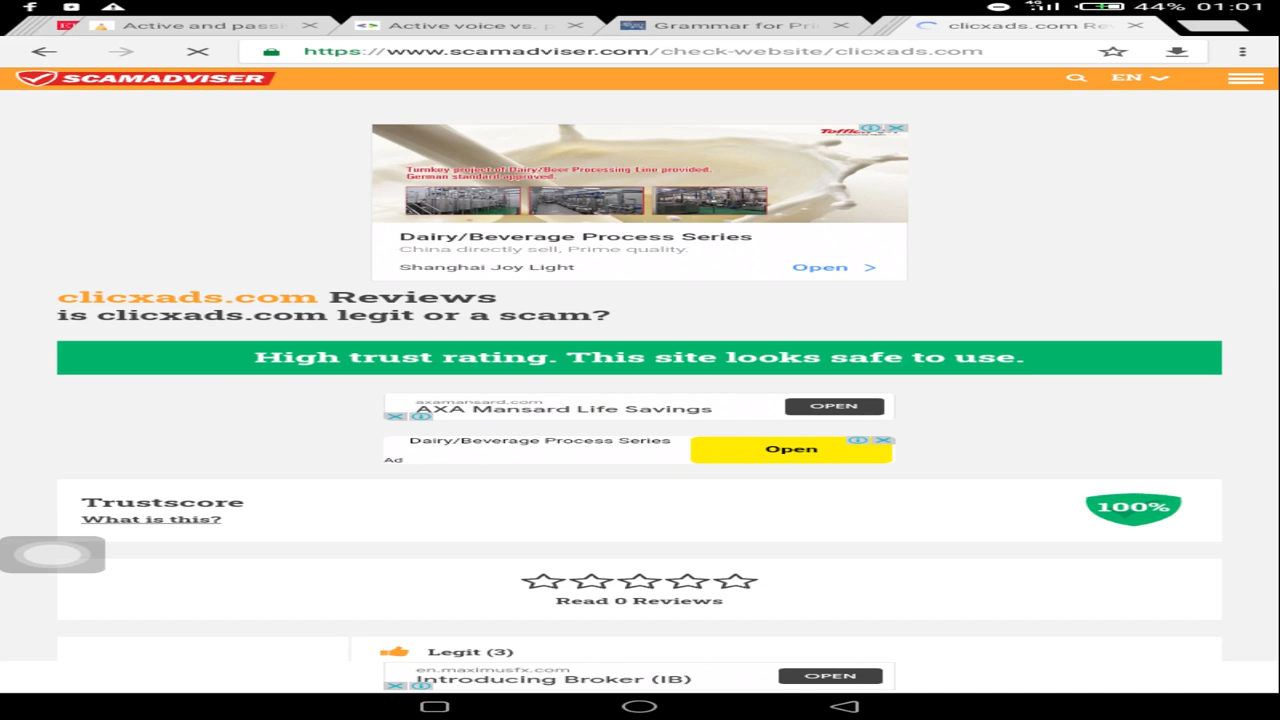 4G 44% 01:01
Active and pass
Active voice vs. p
Grammar for Pri
clicxads.com Re
https://www.scamadviser.com/check-website/clicxads.com
SCAMADVISER
EN
Turnkey project of Dairy/Beer Processing Line provided.
German standard approved.
Dairy/Beverage Process Series
China directly sell, Prime quality.
Shanghai Joy Light
Open >
clicxads.com Reviews
is clicxads.com legit or a scam?
High trust rating. This site looks safe to use.
axamansard.com
AXA Mansard Life Savings
OPEN
Dairy/Beverage Process Series
Ad
Open
Trustscore
What is this?
100%
Read 0 Reviews
Legit (3)
en.maximusfx.com
Introducing Broker (IB)
OPEN